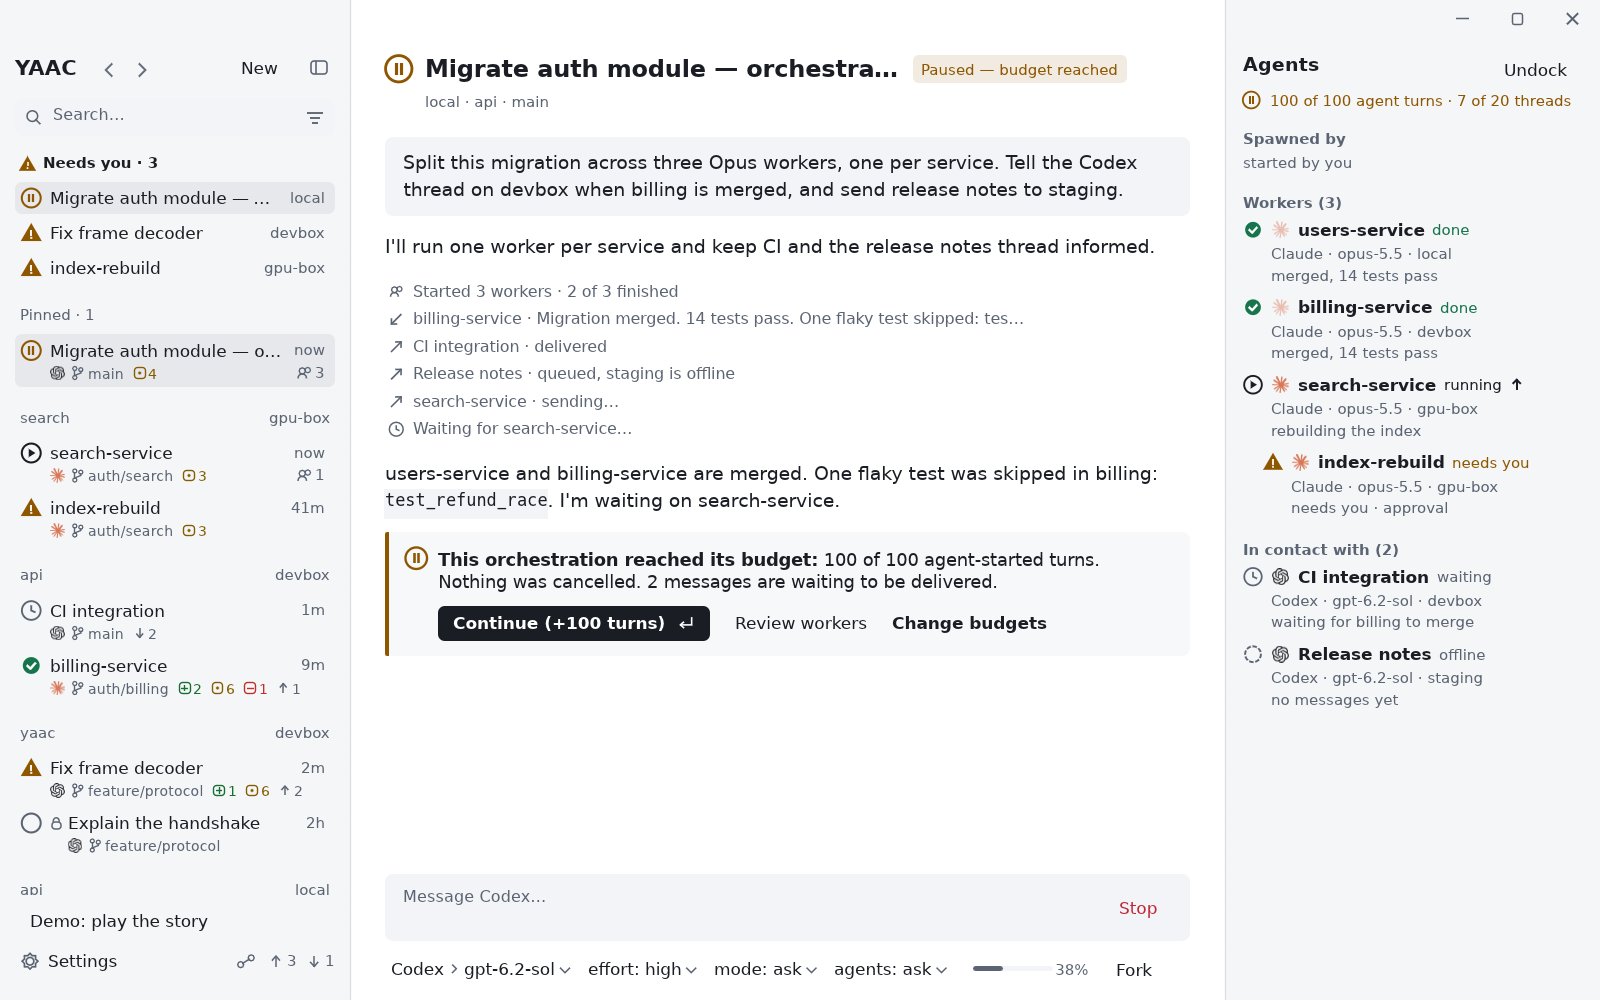 YAAC
New
Search…
Needs you · 3
Migrate auth module — … local
Fix frame decoder devbox
index-rebuild gpu-box
Pinned · 1
Migrate auth module — o… now
main 4 3
search gpu-box
search-service now
auth/search 3 1
index-rebuild 41m
auth/search 3
api devbox
CI integration 1m
main 2
billing-service 9m
auth/billing 2 6 1 1
yaac devbox
Fix frame decoder 2m
feature/protocol 1 6 2
Explain the handshake 2h
feature/protocol
api local
Demo: play the story
Settings 3 1
Migrate auth module — orchestra… Paused — budget reached
local · api · main
Split this migration across three Opus workers, one per service. Tell the Codex
thread on devbox when billing is merged, and send release notes to staging.
I'll run one worker per service and keep CI and the release notes thread informed.
Started 3 workers · 2 of 3 finished
billing-service · Migration merged. 14 tests pass. One flaky test skipped: tes…
CI integration · delivered
Release notes · queued, staging is offline
search-service · sending…
Waiting for search-service…
users-service and billing-service are merged. One flaky test was skipped in billing:
test_refund_race. I'm waiting on search-service.
This orchestration reached its budget: 100 of 100 agent-started turns.
Nothing was cancelled. 2 messages are waiting to be delivered.
Continue (+100 turns) Review workers Change budgets
Message Codex…
Stop
Codex gpt-6.2-sol effort: high mode: ask agents: ask 38% Fork
Agents
Undock
100 of 100 agent turns · 7 of 20 threads
Spawned by
started by you
Workers (3)
users-service done
Claude · opus-5.5 · local
merged, 14 tests pass
billing-service done
Claude · opus-5.5 · devbox
merged, 14 tests pass
search-service running
Claude · opus-5.5 · gpu-box
rebuilding the index
index-rebuild needs you
Claude · opus-5.5 · gpu-box
needs you · approval
In contact with (2)
CI integration waiting
Codex · gpt-6.2-sol · devbox
waiting for billing to merge
Release notes offline
Codex · gpt-6.2-sol · staging
no messages yet